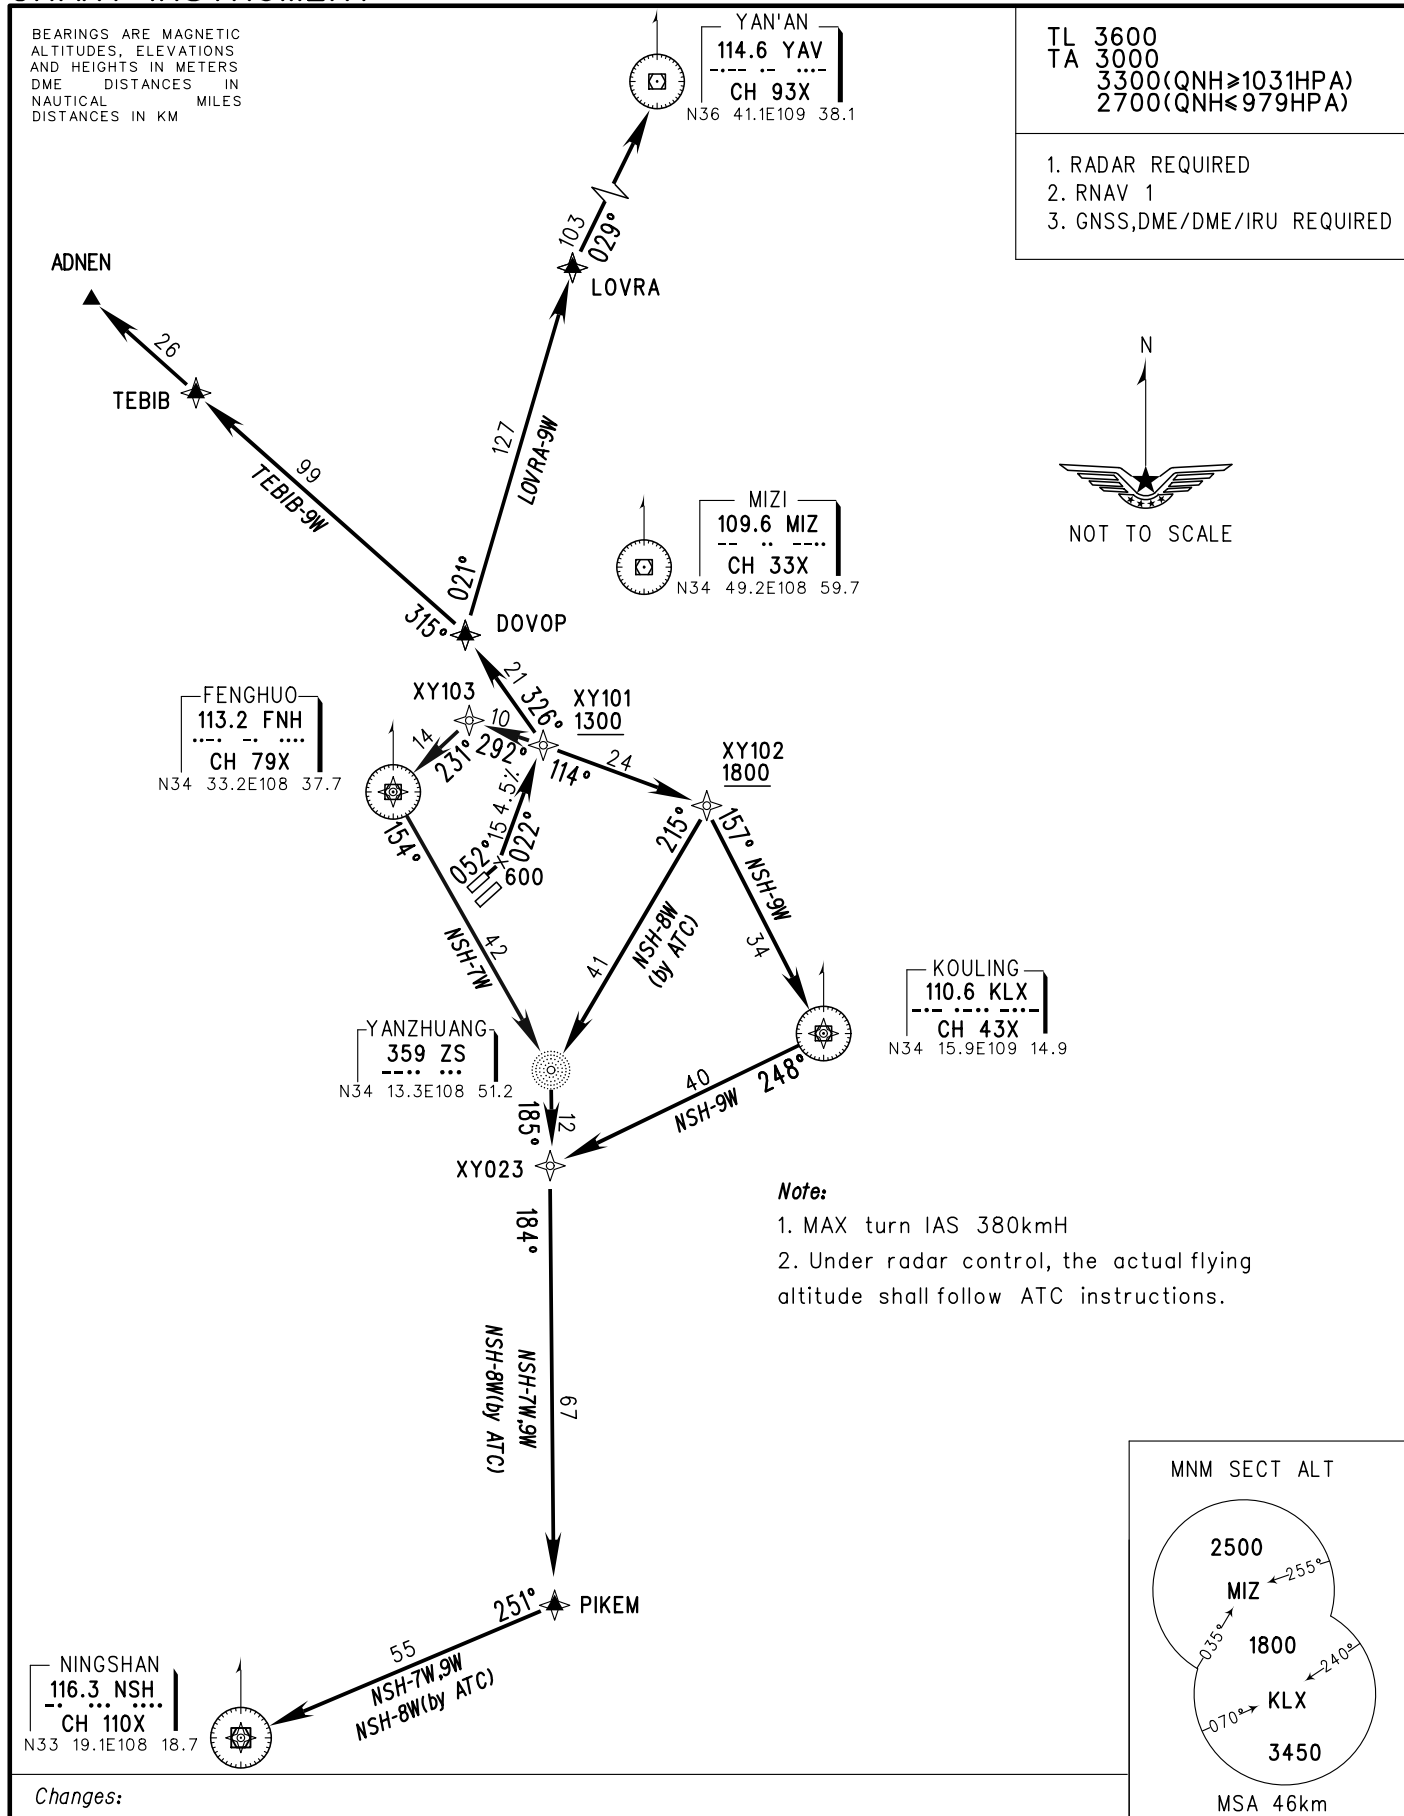 BEARINGS ARE MAGNETIC
ALTITUDES, ELEVATIONS
AND HEIGHTS IN METERS
DME DISTANCES IN
NAUTICAL MILES
DISTANCES IN KM
YAN'AN
114.6 YAV
CH 93X
N36 41.1E109 38.1
TL 3600
TA 3000
3300(QNH≥1031HPA)
2700(QNH≤979HPA)
1. RADAR REQUIRED
2. RNAV 1
3. GNSS,DME/DME/IRU REQUIRED
103
029°
ADNEN
LOVRA
26
TEBIB
N
NOT TO SCALE
99
TEBIB-9W
127
LOVRA-9W
MIZI
109.6 MIZ
CH 33X
N34 49.2E108 59.7
021°
315°
DOVOP
21
326°
FENGHUO
113.2 FNH
CH 79X
N34 33.2E108 37.7
XY103
10
292°
XY101
1300
14
231°
114°
24
XY102
1800
154°
15 4.5%
022°
052°
600
215°
157°
NSH-9W
34
42
NSH-7W
41
NSH-8W
(by ATC)
KOULING
110.6 KLX
CH 43X
N34 15.9E109 14.9
YANZHUANG
359 ZS
N34 13.3E108 51.2
40
248°
NSH-9W
185°
12
XY023
184°
Note:
1. MAX turn IAS 380kmH
2. Under radar control, the actual flying
altitude shall follow ATC instructions.
NSH-7W,9W
NSH-8W(by ATC)
67
251°
PIKEM
55
NSH-7W,9W
NSH-8W(by ATC)
NINGSHAN
116.3 NSH
CH 110X
N33 19.1E108 18.7
MNM SECT ALT
2500
255°
MIZ
035°
1800
240°
KLX
070°
3450
MSA 46km
Changes: